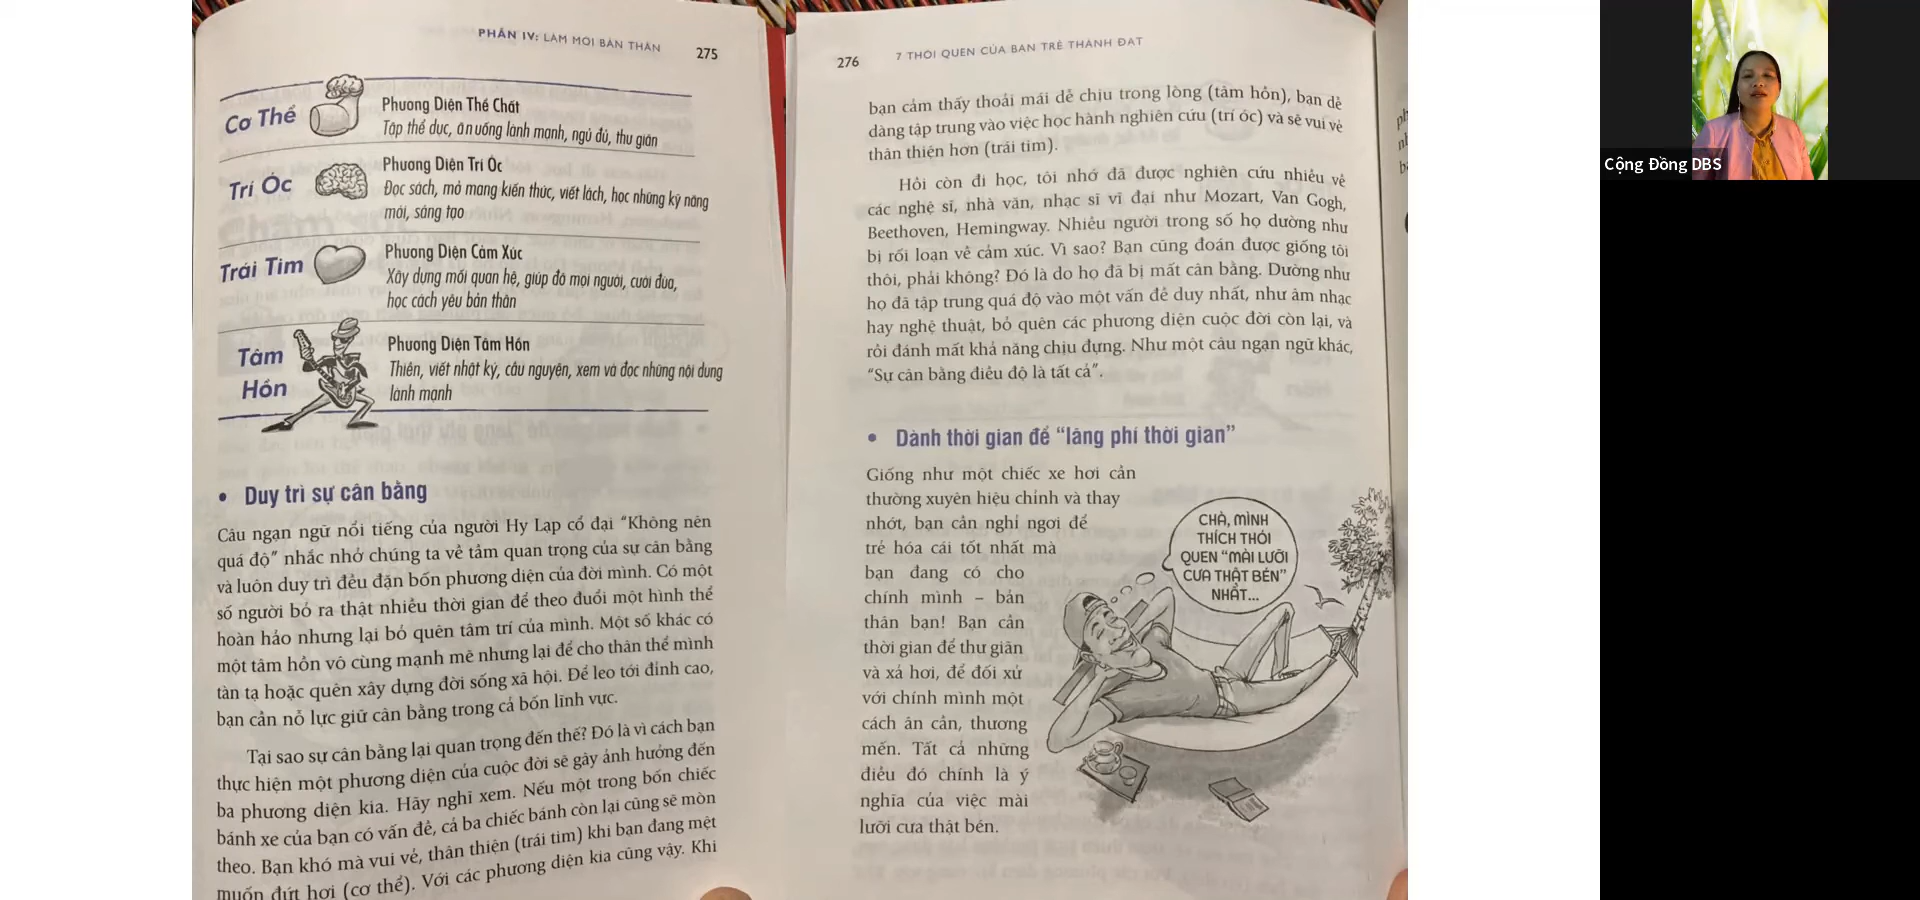 PHẦN IV: LÀM MỚI BẢN THÂN
275
Cơ Thể
Phương Diện Thể Chất
Tập thể dục, ăn uống lành mạnh, ngủ đủ, thư giãn
Trí Óc
Phương Diện Trí Óc
Đọc sách, mở mang kiến thức, viết lách, học những kỹ năng
mới, sáng tạo
Trái Tim
Phương Diện Cảm Xúc
Xây dựng mối quan hệ, giúp đỡ mọi người, cười đùa,
học cách yêu bản thân
Tâm
Hồn
Phương Diện Tâm Hồn
Thiền, viết nhật ký, cầu nguyện, xem và đọc những nội dung
lành mạnh
• Duy trì sự cân bằng
Câu ngạn ngữ nổi tiếng của người Hy Lạp cổ đại “Không nên
quá độ” nhắc nhở chúng ta về tầm quan trọng của sự cân bằng
và luôn duy trì đều đặn bốn phương diện của đời mình. Có một
số người bỏ ra thật nhiều thời gian để theo đuổi một hình thể
hoàn hảo nhưng lại bỏ quên tâm trí của mình. Một số khác có
một tâm hồn vô cùng mạnh mẽ nhưng lại để cho thân thể mình
tàn tạ hoặc quên xây dựng đời sống xã hội. Để leo tới đỉnh cao,
bạn cần nỗ lực giữ cân bằng trong cả bốn lĩnh vực.
Tại sao sự cân bằng lại quan trọng đến thế? Đó là vì cách bạn
thực hiện một phương diện của cuộc đời sẽ gây ảnh hưởng đến
ba phương diện kia. Hãy nghĩ xem. Nếu một trong bốn chiếc
bánh xe của bạn có vấn đề, cả ba chiếc bánh còn lại cũng sẽ mòn
theo. Bạn khó mà vui vẻ, thân thiện (trái tim) khi bạn đang mệt
muốn đứt hơi (cơ thể). Với các phương diện kia cũng vậy. Khi
276
7 THÓI QUEN CỦA BẠN TRẺ THÀNH ĐẠT
bạn cảm thấy thoải mái dễ chịu trong lòng (tâm hồn), bạn dễ
dàng tập trung vào việc học hành nghiên cứu (trí óc) và sẽ vui vẻ
thân thiện hơn (trái tim).
Hồi còn đi học, tôi nhớ đã được nghiên cứu nhiều về
các nghệ sĩ, nhà văn, nhạc sĩ vĩ đại như Mozart, Van Gogh,
Beethoven, Hemingway. Nhiều người trong số họ dường như
bị rối loạn về cảm xúc. Vì sao? Bạn cũng đoán được giống tôi
thôi, phải không? Đó là do họ đã bị mất cân bằng. Dường như
họ đã tập trung quá độ vào một vấn đề duy nhất, như âm nhạc
hay nghệ thuật, bỏ quên các phương diện cuộc đời còn lại, và
rồi đánh mất khả năng chịu đựng. Như một câu ngạn ngữ khác,
“Sự cân bằng điều độ là tất cả”.
• Dành thời gian để “lãng phí thời gian”
Giống như một chiếc xe hơi cần
thường xuyên hiệu chỉnh và thay
nhớt, bạn cần nghỉ ngơi để
trẻ hóa cái tốt nhất mà
bạn đang có cho
chính mình – bản
thân bạn! Bạn cần
thời gian để thư giãn
và xả hơi, để đối xử
với chính mình một
cách ân cần, thương
mến. Tất cả những
điều đó chính là ý
nghĩa của việc mài
lưỡi cưa thật bén.
CHÀ, MÌNH
THÍCH THÓI
QUEN “MÀI LƯỠI
CƯA THẬT BÉN”
NHẤT...
Cộng Đồng DBS